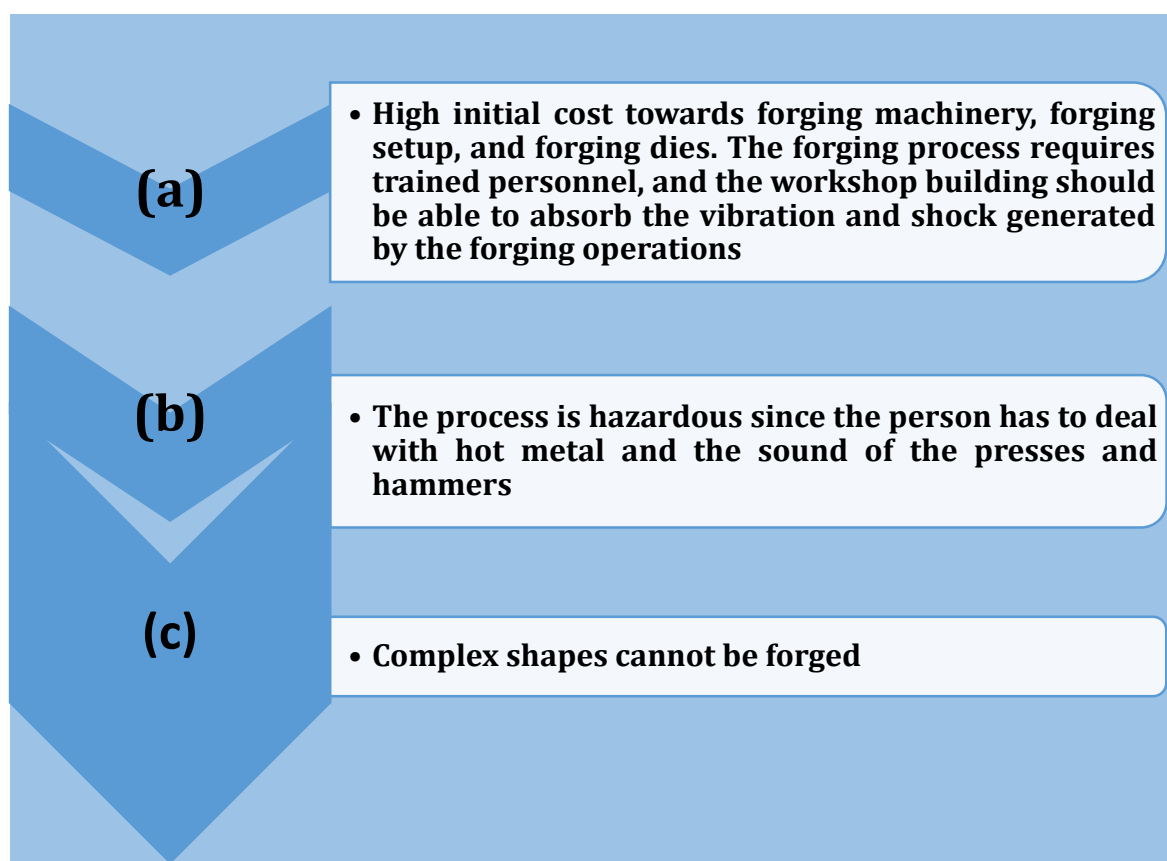 (a)
• High initial cost towards forging machinery, forging
setup, and forging dies. The forging process requires
trained personnel, and the workshop building should
be able to absorb the vibration and shock generated
by the forging operations
(b)
• The process is hazardous since the person has to deal
with hot metal and the sound of the presses and
hammers
(c)
• Complex shapes cannot be forged